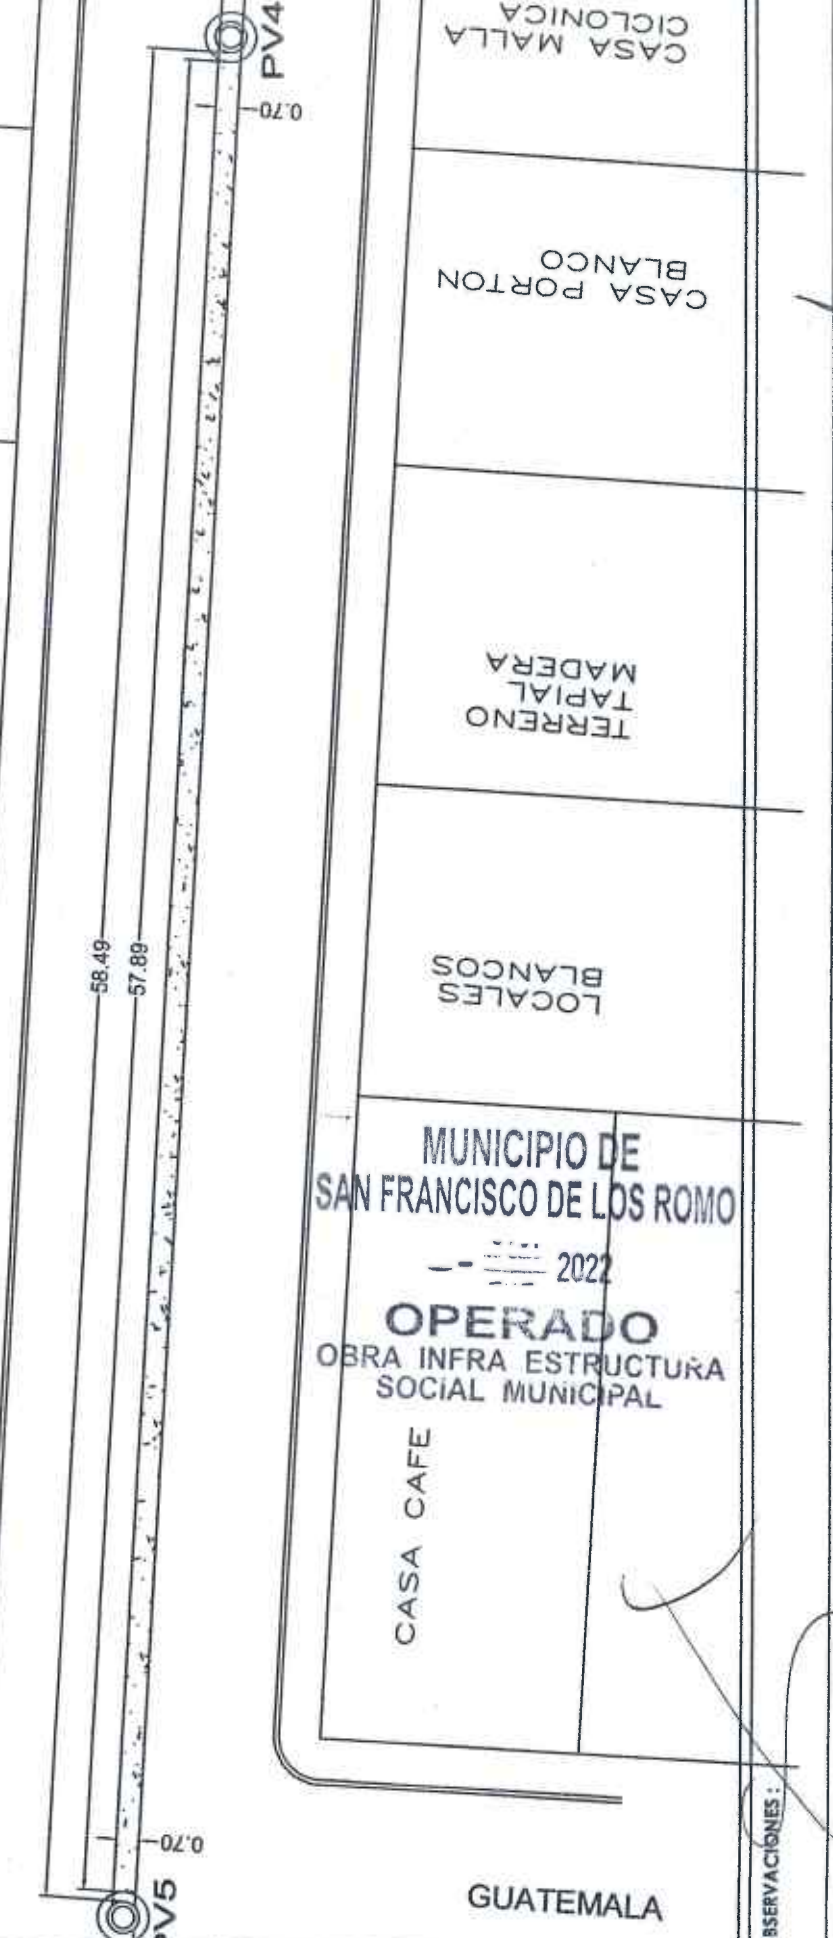 PV4
0.70
CASA MALLA
CICLONICA
CASA PORTON
BLANCO
TERRENO
TAPIAL
MADERA
58.49
57.89
LOCALES
BLANCOS
MUNICIPIO DE
SAN FRANCISCO DE LOS ROMO
2022
OPERADO
OBRA INFRA ESTRUCTURA
SOCIAL MUNICIPAL
CASA CAFE
0.70
PV5
GUATEMALA
BSERVACIONES: